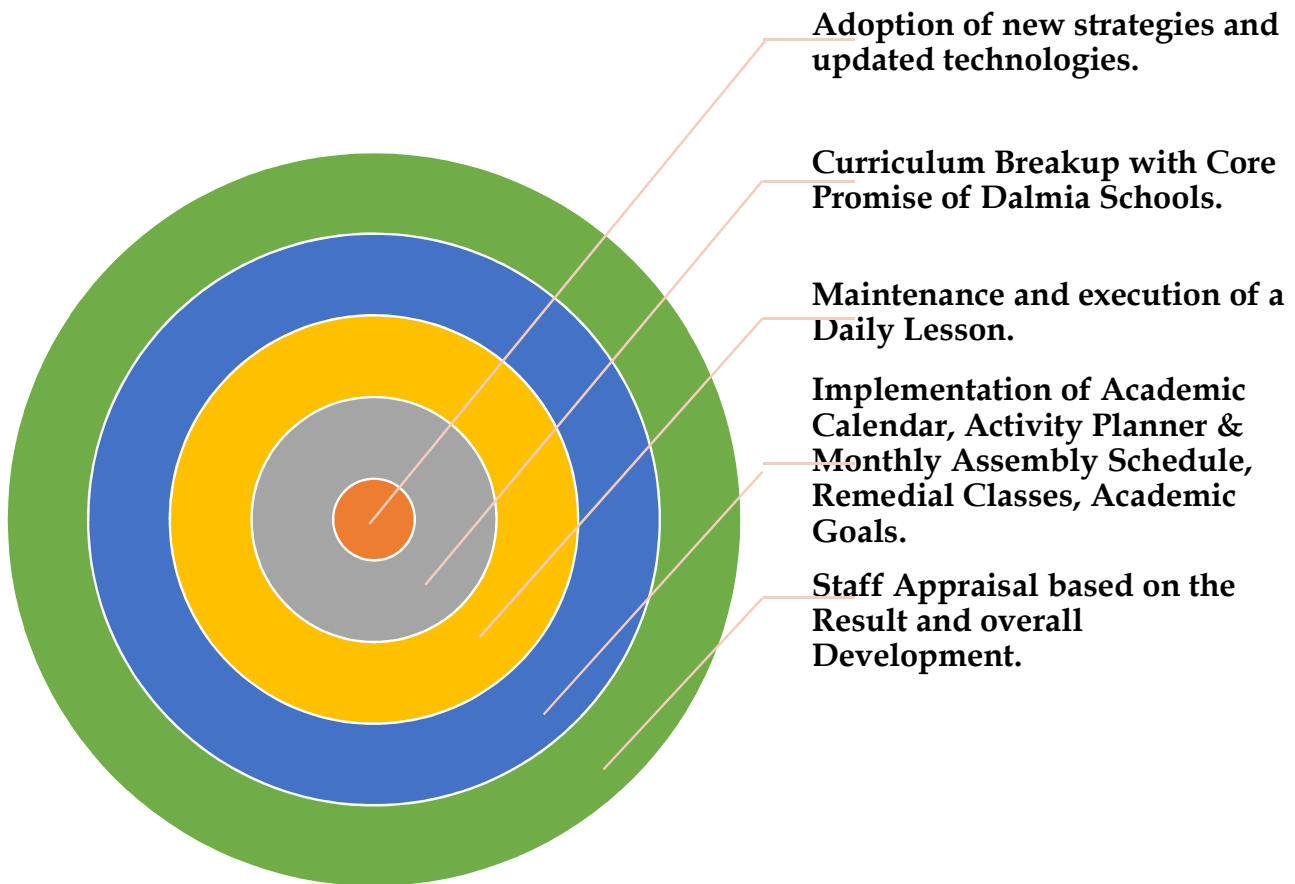 Adoption of new strategies and
updated technologies.
Curriculum Breakup with Core
Promise of Dalmia Schools.
Maintenance and execution of a
Daily Lesson.
Implementation of Academic
Calendar, Activity Planner &
Monthly Assembly Schedule,
Remedial Classes, Academic
Goals.
Staff Appraisal based on the
Result and overall
Development.